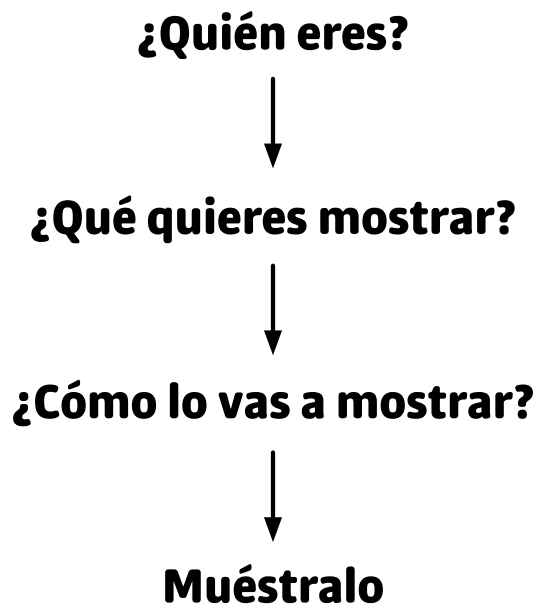 ¿Quién eres?
¿Qué quieres mostrar?
¿Cómo lo vas a mostrar?
Muéstralo